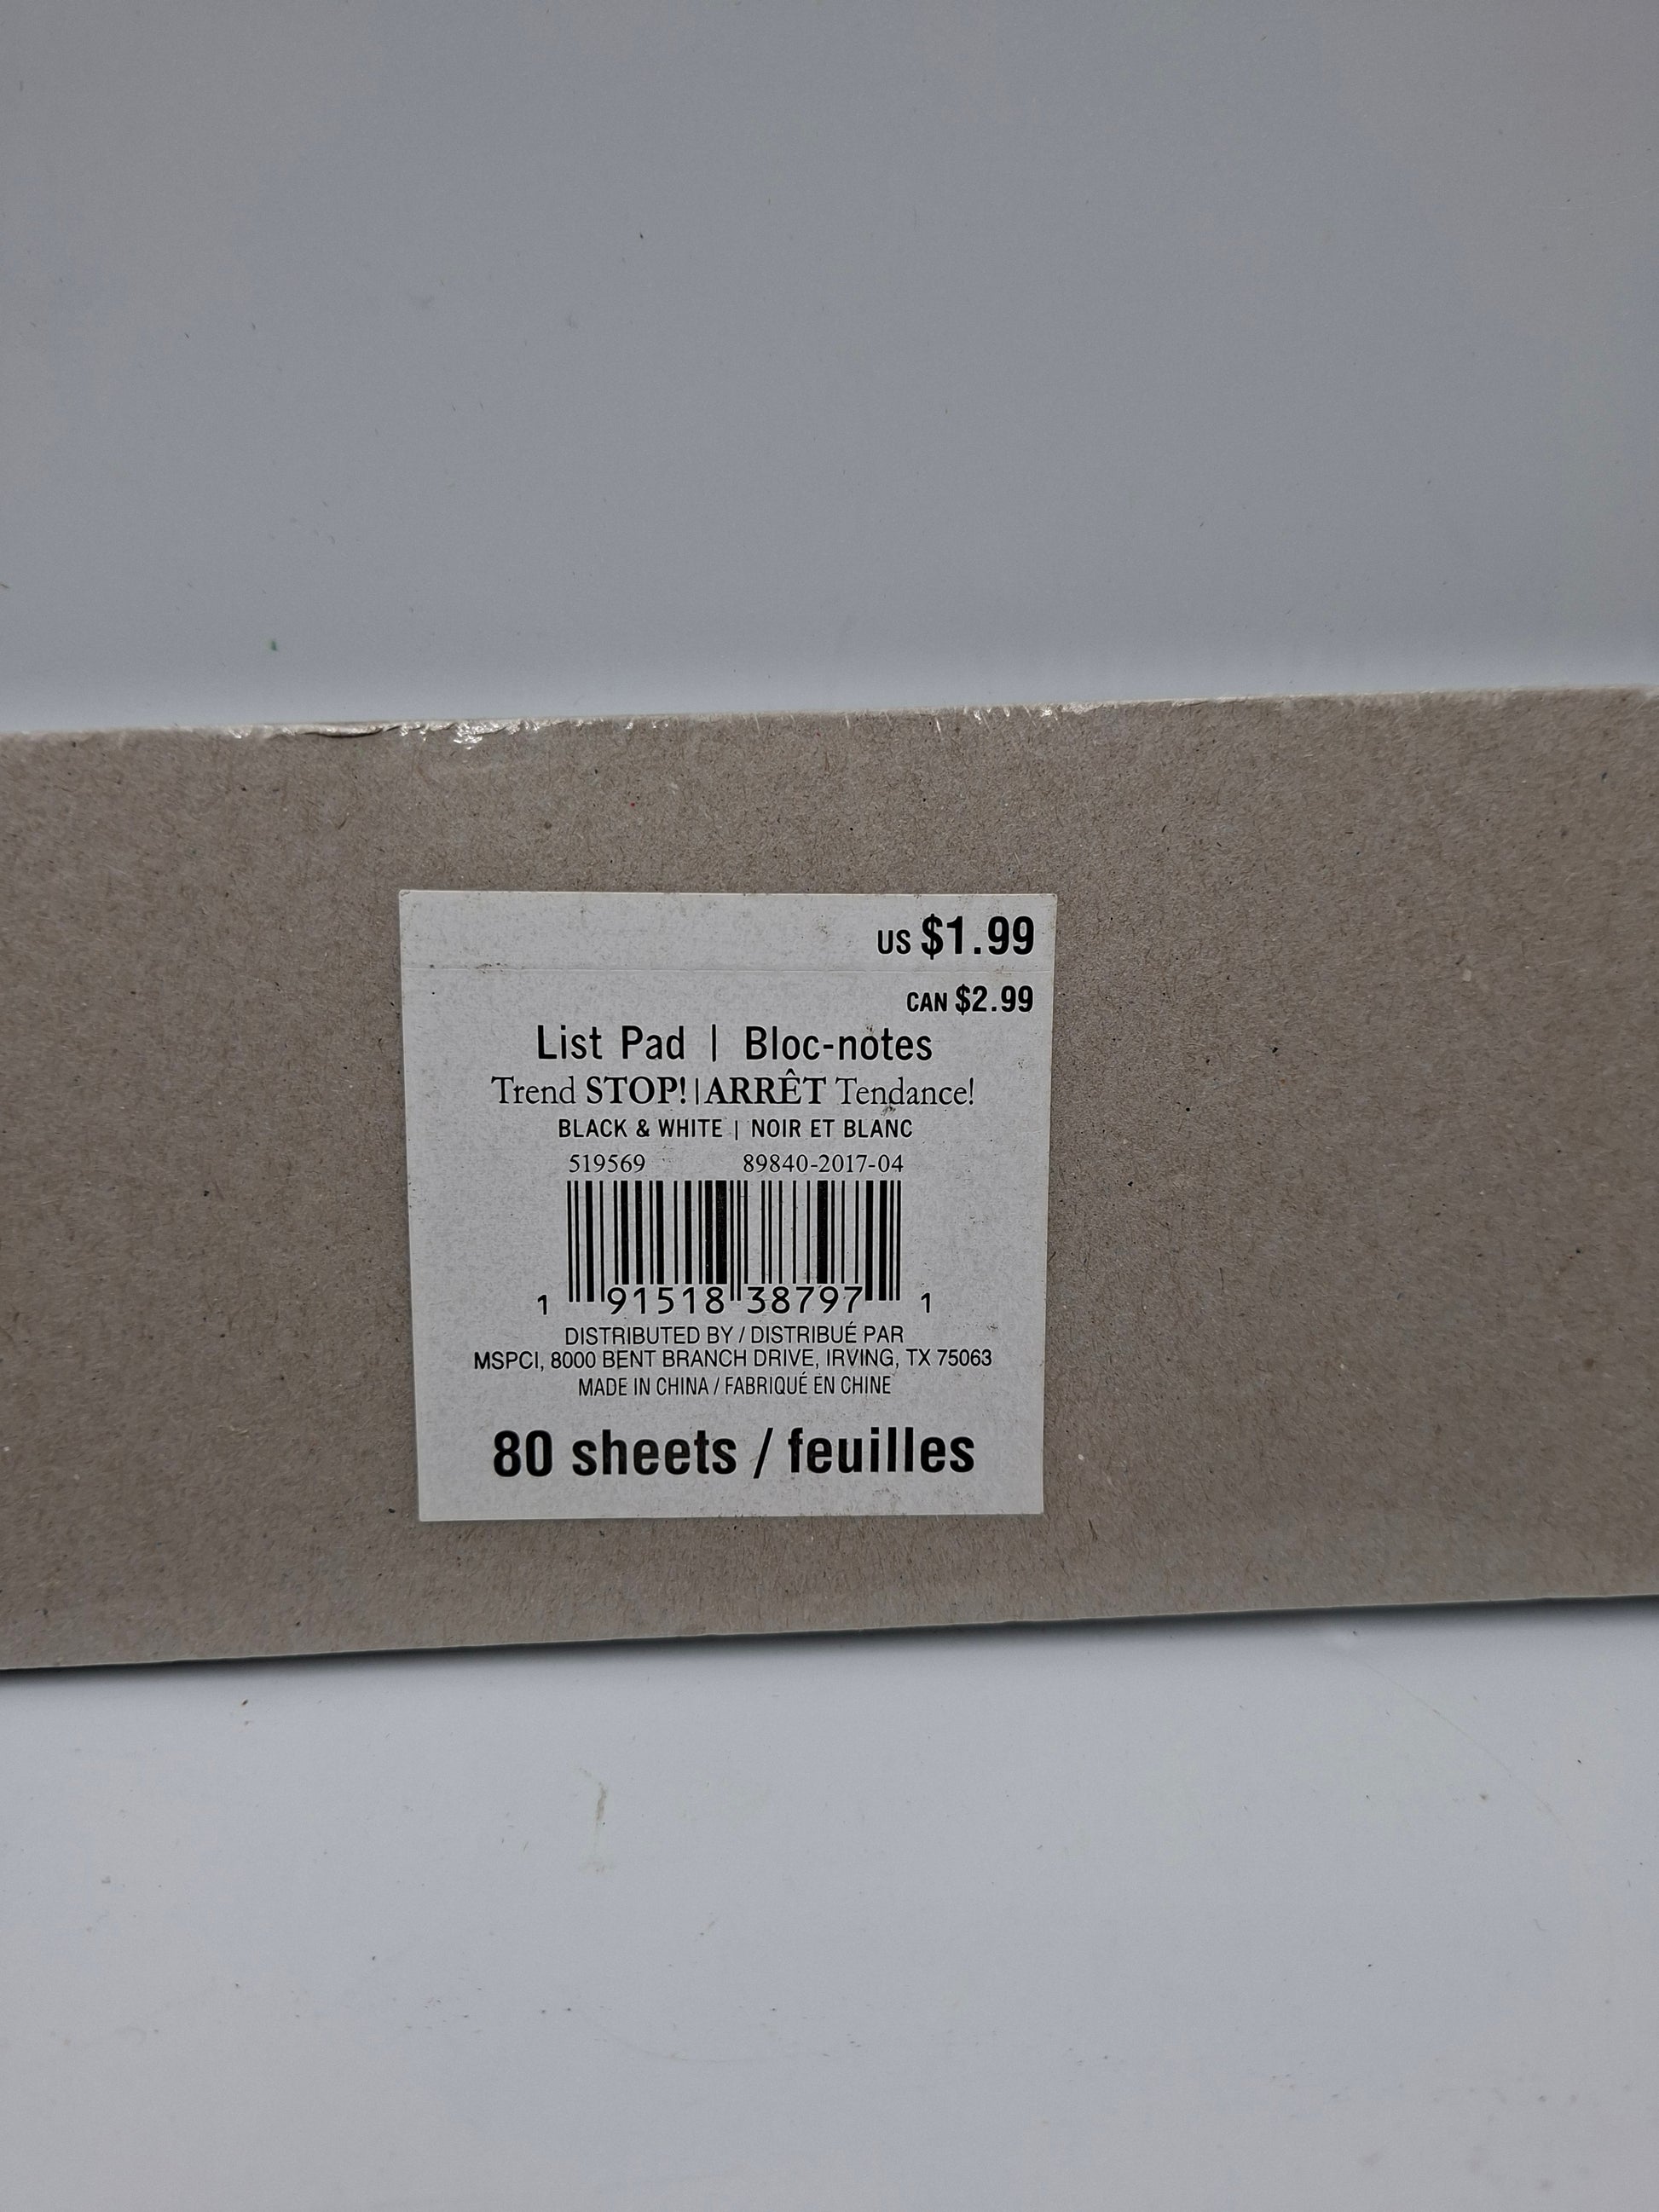 US $1.99
CAN $2.99
List Pad | Bloc-notes
Trend STOP! | ARRÊT Tendance!
BLACK & WHITE | NOIR ET BLANC
519569 89840-2017-04
1 91518 38797 1
DISTRIBUTED BY / DISTRIBUÉ PAR
MSPCI, 8000 BENT BRANCH DRIVE, IRVING, TX 75063
MADE IN CHINA / FABRIQUÉ EN CHINE
80 sheets / feuilles